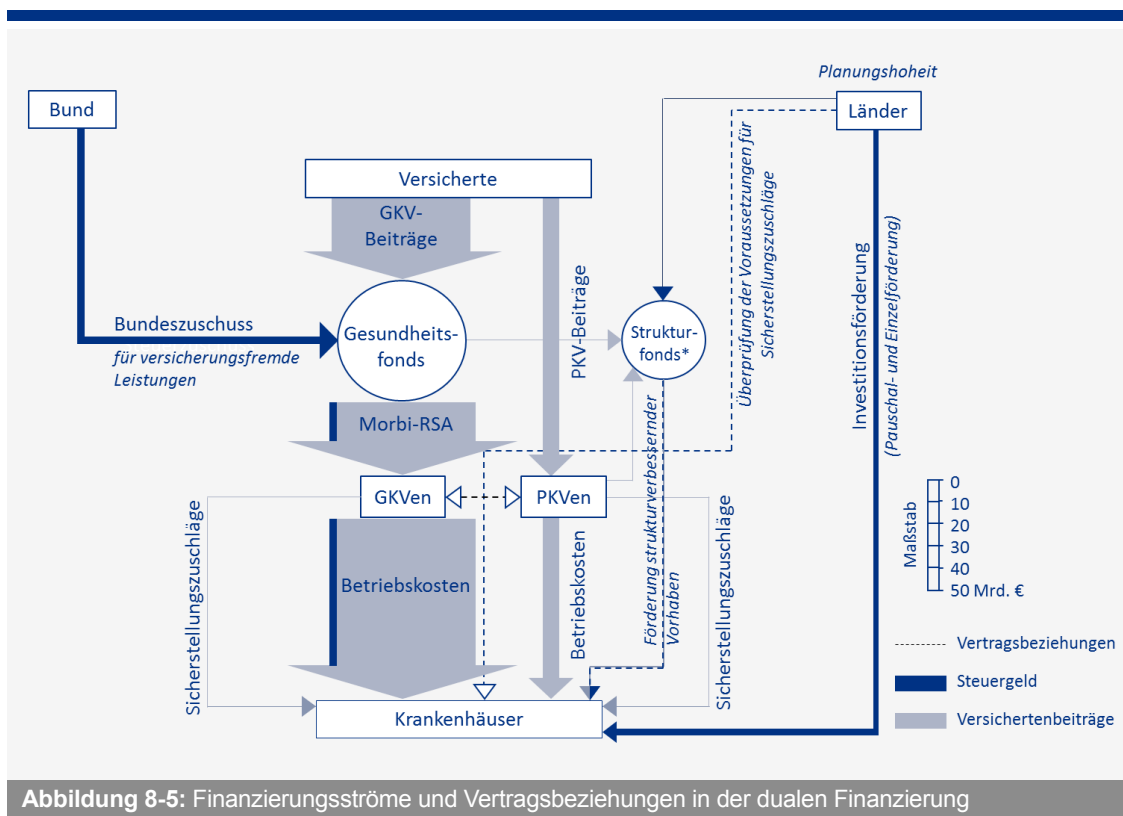 Planungshoheit
Bund
Länder
Versicherte
GKV-
Beiträge
PKV-Beiträge
Überprüfung der Voraussetzungen für
Sicherstellungszuschläge
Investitionsförderung
(Pauschal- und Einzelförderung)
Bundeszuschuss
für versicherungsfremde
Leistungen
Gesundheits-
fonds
Struktur-
fonds*
Morbi-RSA
GKVen
PKVen
Sicherstellungszuschläge
Betriebskosten
Betriebskosten
Förderung strukturverbessernder
Vorhaben
Sicherstellungszuschläge
Krankenhäuser
Maßstab
0
10
20
30
40
50 Mrd. €
Vertragsbeziehungen
Steuergeld
Versichertenbeiträge
Abbildung 8-5: Finanzierungsströme und Vertragsbeziehungen in der dualen Finanzierung